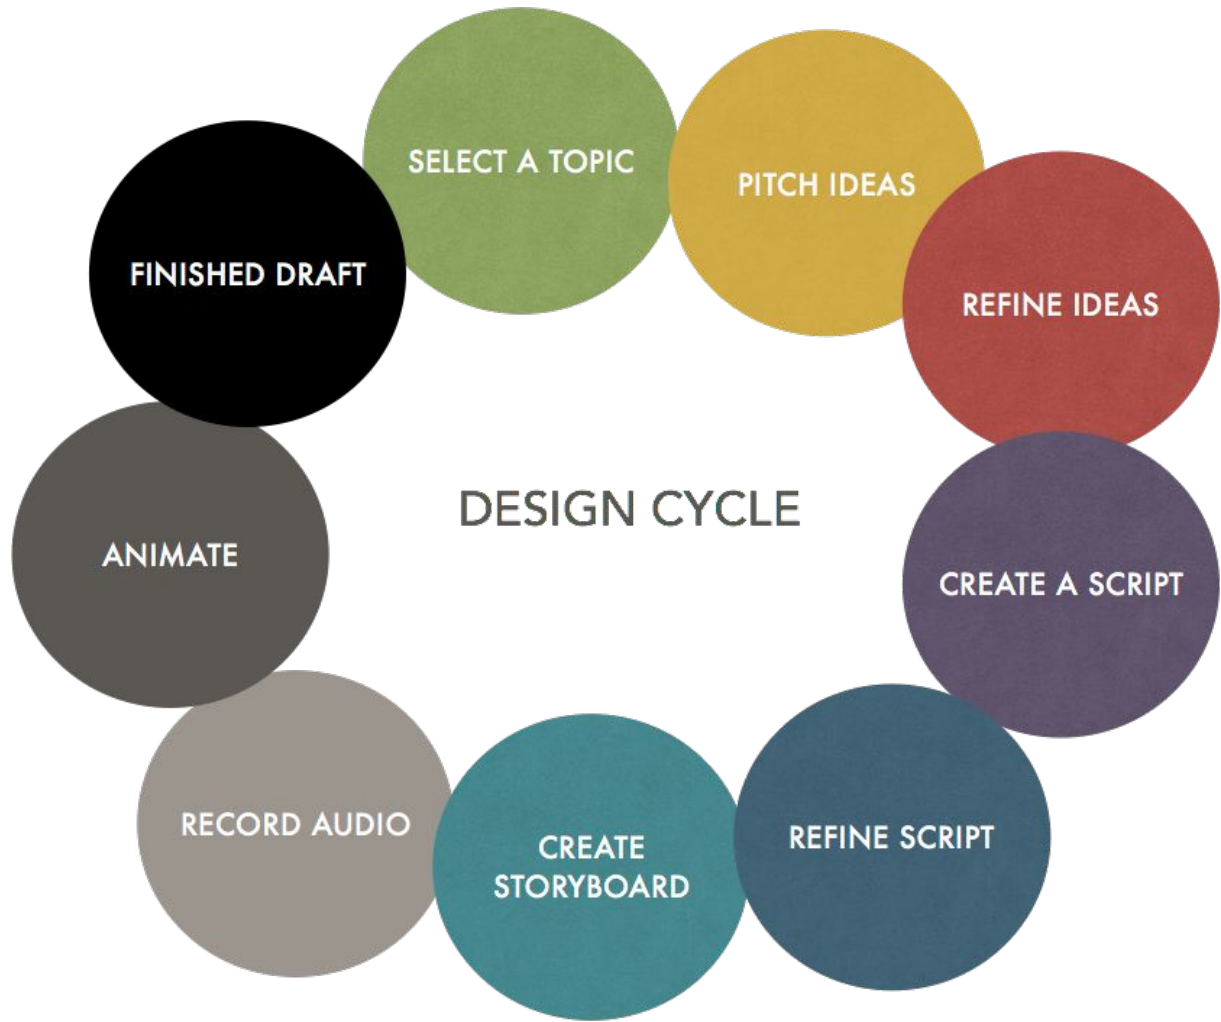 SELECT A TOPIC
PITCH IDEAS
REFINE IDEAS
CREATE A SCRIPT
REFINE SCRIPT
CREATE
STORYBOARD
RECORD AUDIO
ANIMATE
FINISHED DRAFT
DESIGN CYCLE